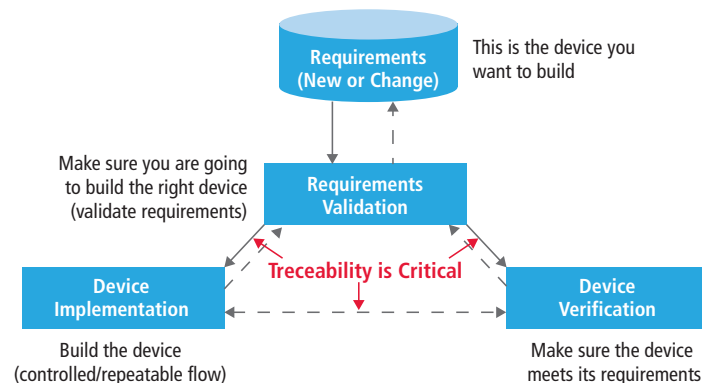 Requirements
(New or Change)
This is the device you
want to build
Make sure you are going
to build the right device
(validate requirements)
Requirements
Validation
Treceability is Critical
Device
Implementation
Device
Verification
Build the device
(controlled/repeatable flow)
Make sure the device
meets its requirements